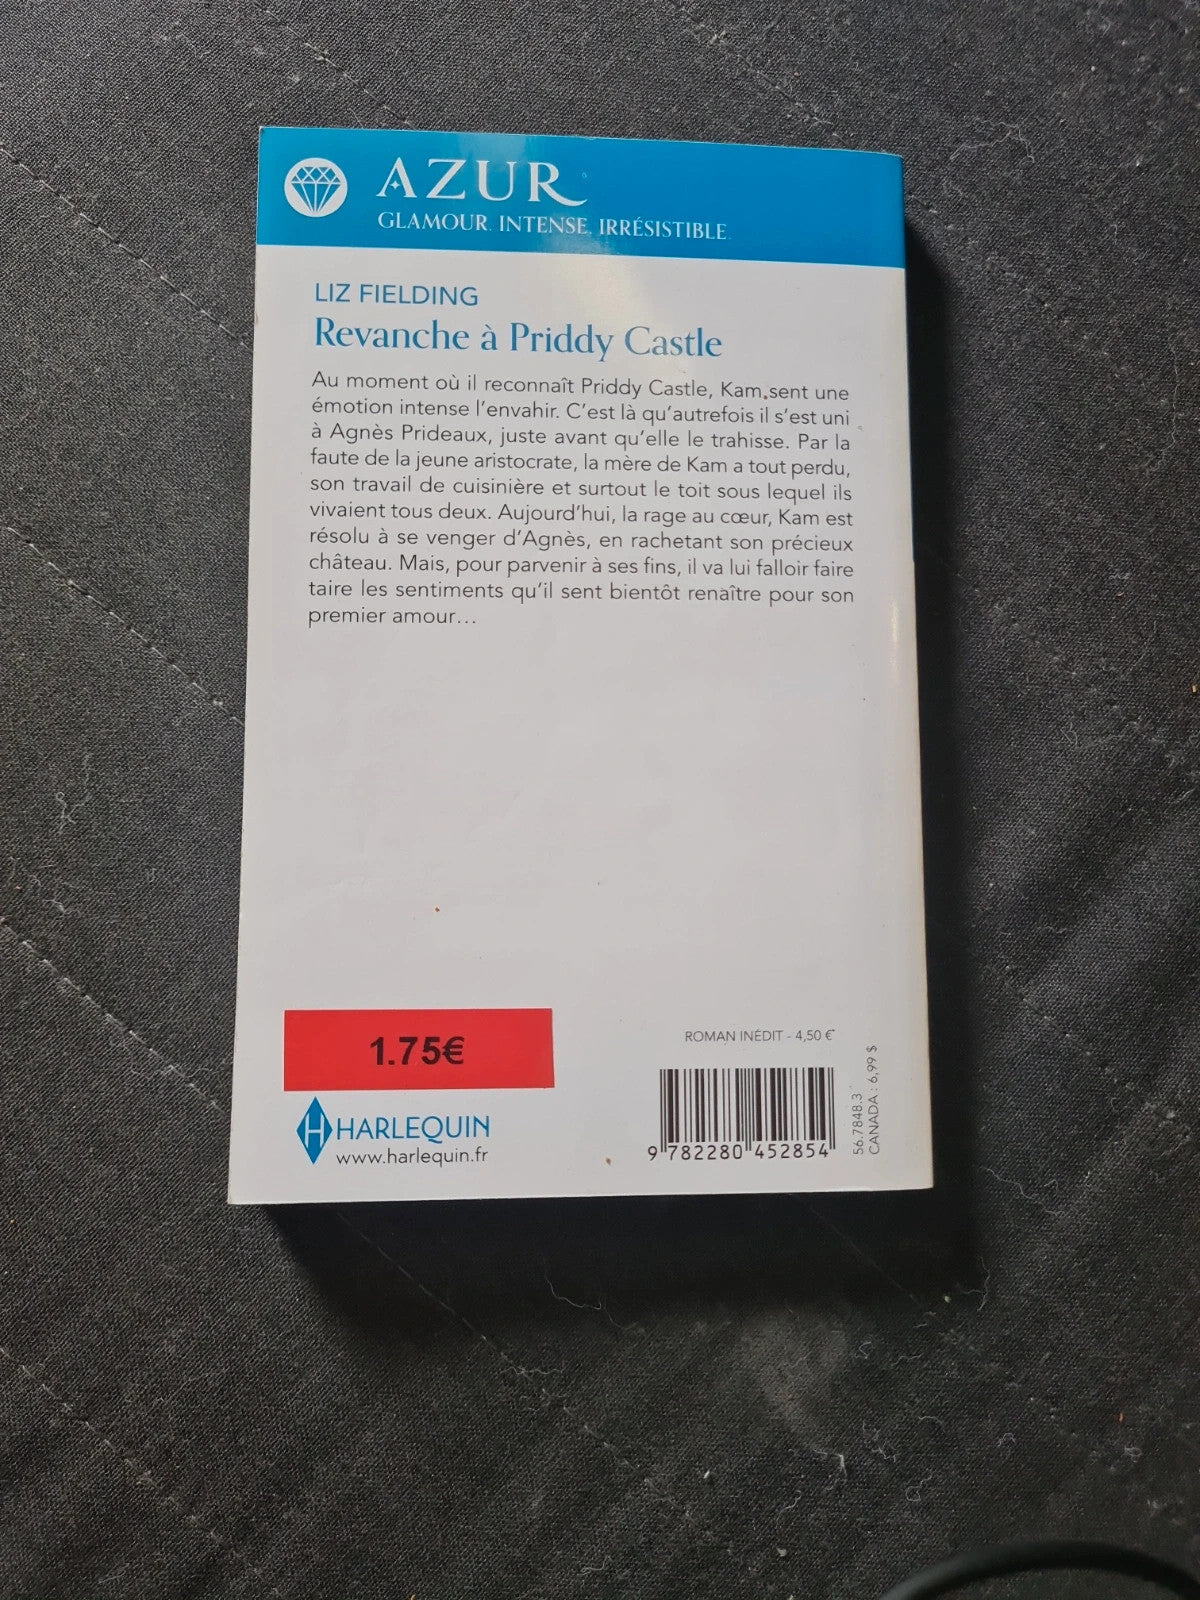 AZUR
GLAMOUR. INTENSE. IRRÉSISTIBLE.
LIZ FIELDING
Revanche à Priddy Castle
Au moment où il reconnaît Priddy Castle, Kam sent une
émotion intense l'envahir. C'est là qu'autrefois il s'est uni
à Agnès Prideaux, juste avant qu'elle le trahisse. Par la
faute de la jeune aristocrate, la mère de Kam a tout perdu,
son travail de cuisinière et surtout le toit sous lequel ils
vivaient tous deux. Aujourd'hui, la rage au cœur, Kam est
résolu à se venger d'Agnès, en rachetant son précieux
château. Mais, pour parvenir à ses fins, il va lui falloir faire
taire les sentiments qu'il sent bientôt renaître pour son
premier amour…
1.75€
H HARLEQUIN
www.harlequin.fr
ROMAN INÉDIT - 4,50 €
9 782280 452854
56.7848.3
CANADA : 6,99 $